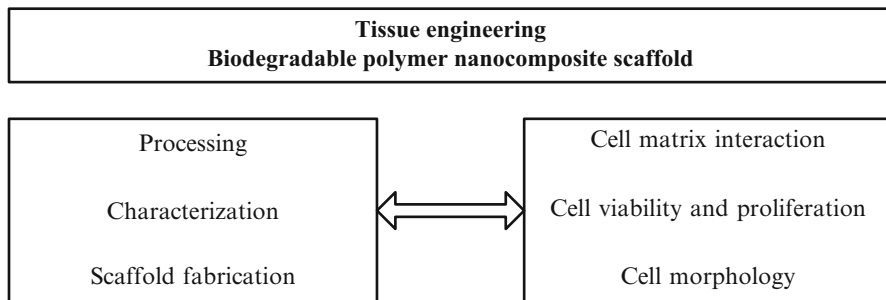 Tissue engineering
Biodegradable polymer nanocomposite scaffold
Processing
Characterization
Scaffold fabrication
Cell matrix interaction
Cell viability and proliferation
Cell morphology